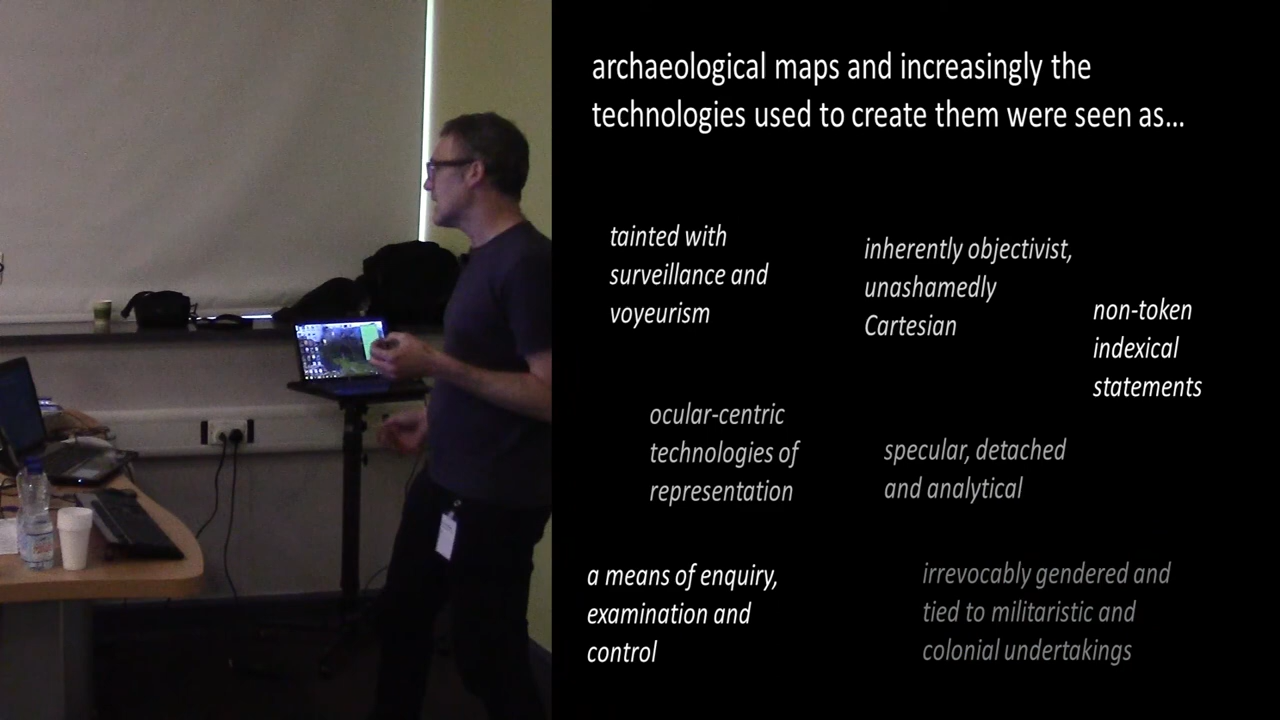 archaeological maps and increasingly the
technologies used to create them were seen as...
tainted with
surveillance and
voyeurism
inherently objectivist,
unashamedly
Cartesian
non-token
indexical
statements
ocular-centric
technologies of
representation
specular, detached
and analytical
a means of enquiry,
examination and
control
irrevocably gendered and
tied to militaristic and
colonial undertakings